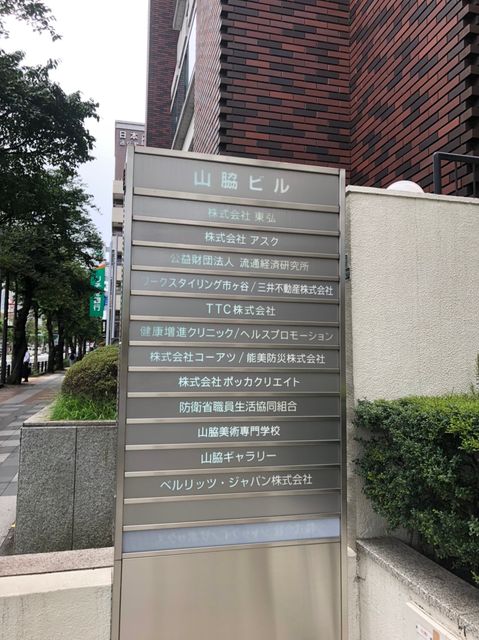 山脇ビル
株式会社 東弘
株式会社 アスク
公益財団法人 流通経済研究所
ワークスタイリング市ヶ谷/三井不動産株式会社
TTC株式会社
健康増進クリニック/ヘルスプロモーション
株式会社コーアツ/能美防災株式会社
株式会社ポッカクリエイト
防衛省職員生活協同組合
山脇美術専門学校
山脇ギャラリー
ベルリッツ・ジャパン株式会社
日本